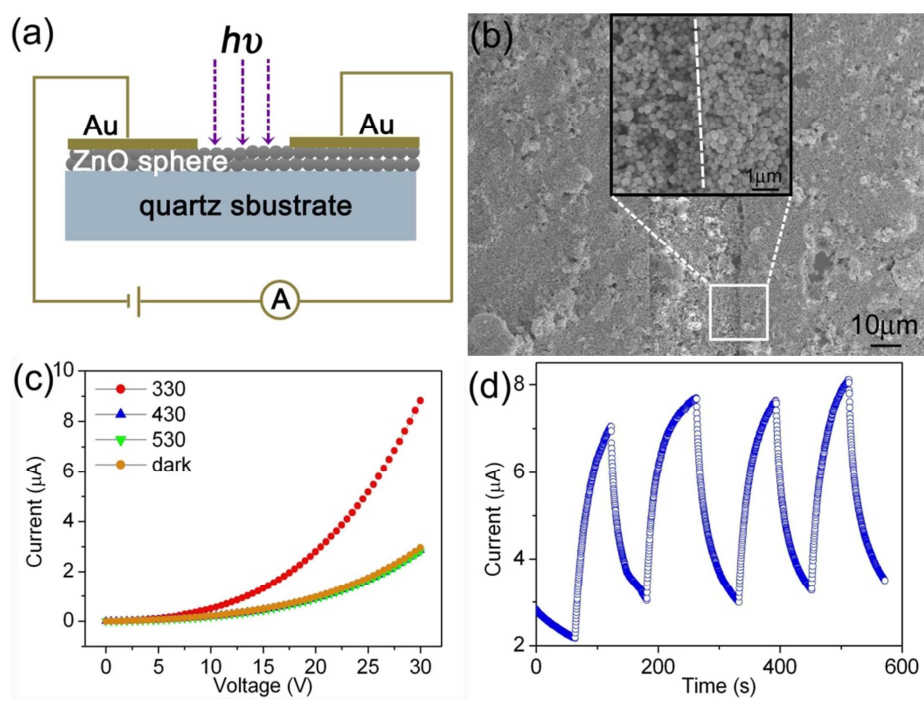 (a)
hυ
Au
Au
ZnO sphere
quartz sbustrate
A
(b)
1μm
10μm
(c)
10
8
6
4
2
0
Current (μA)
330
430
530
dark
0
5
10
15
20
25
30
Voltage (V)
(d)
8
6
4
2
Current (μA)
0
200
400
600
Time (s)